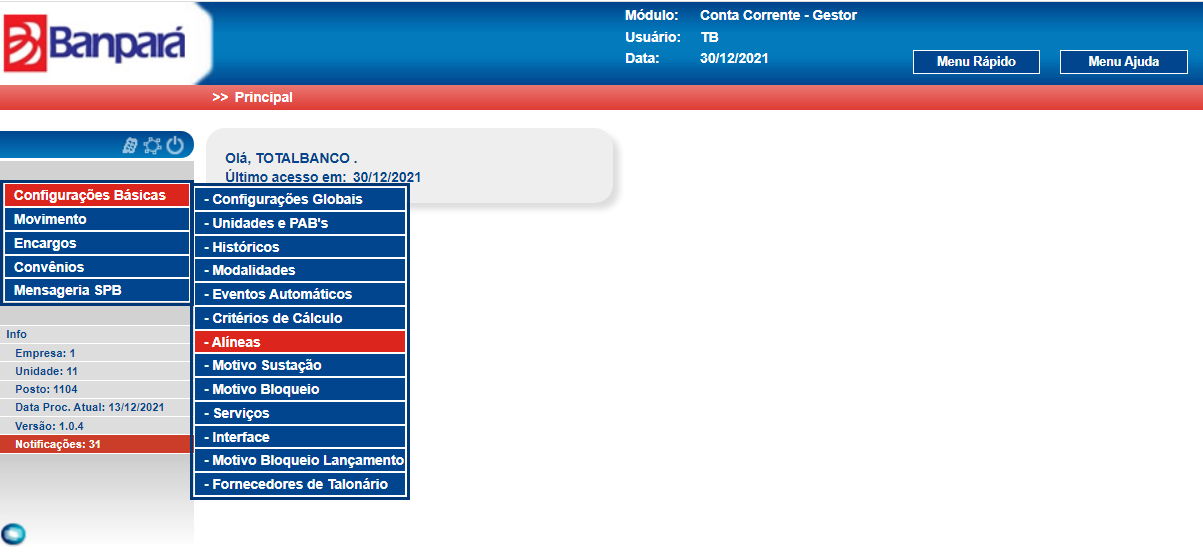 Banpará
Módulo: Conta Corrente - Gestor
Usuário: TB
Data: 30/12/2021
Menu Rápido
Menu Ajuda
>> Principal
Olá, TOTALBANCO .
Último acesso em: 30/12/2021
Configurações Básicas
Movimento
Encargos
Convênios
Mensageria SPB
- Configurações Globais
- Unidades e PAB's
- Históricos
- Modalidades
- Eventos Automáticos
- Critérios de Cálculo
- Alíneas
- Motivo Sustação
- Motivo Bloqueio
- Serviços
- Interface
- Motivo Bloqueio Lançamento
- Fornecedores de Talonário
Info
Empresa: 1
Unidade: 11
Posto: 1104
Data Proc. Atual: 13/12/2021
Versão: 1.0.4
Notificações: 31